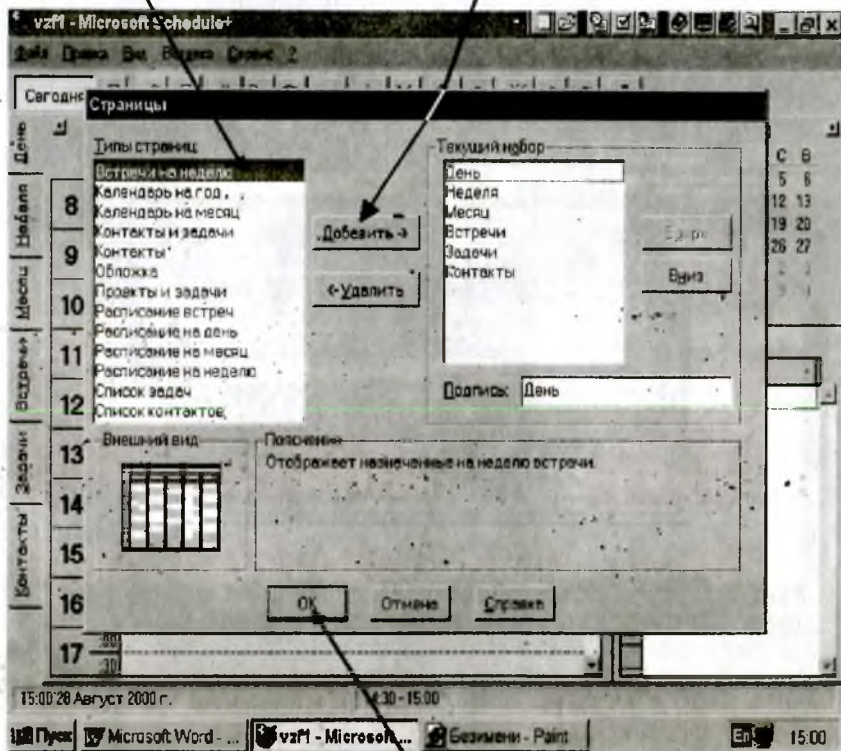 vzf1 - Microsoft Schedule+
Файл Правка Вид Вставка Сервис ?
Сегодня
Страницы
Типы страниц:
Встречи на неделю
Календарь на год
Календарь на месяц
Контакты и задачи
Контакты
Обложка
Проекты и задачи
Расписание встреч
Расписание на день
Расписание на месяц
Расписание на неделю
Список задач
Список контактов
Добавить →
← Удалить
Текущий набор
День
Неделя
Месяц
Встречи
Задачи
Контакты
Вверх
Вниз
Подпись: День
Внешний вид
Пояснение
Отображает назначенные на неделю встречи.
OK
Отмена
Справка
День
Неделя
Месяц
Встречи
Задачи
Контакты
8
9
10
11
12
13
14
15
16
17
:30
С В
5 6
12 13
19 20
26 27
2 3
15:00 28 Август 2000 г.
14:30 - 15:00
Пуск
Microsoft Word - ...
vzf1 - Microsoft ...
Безимени - Paint
En
15:00